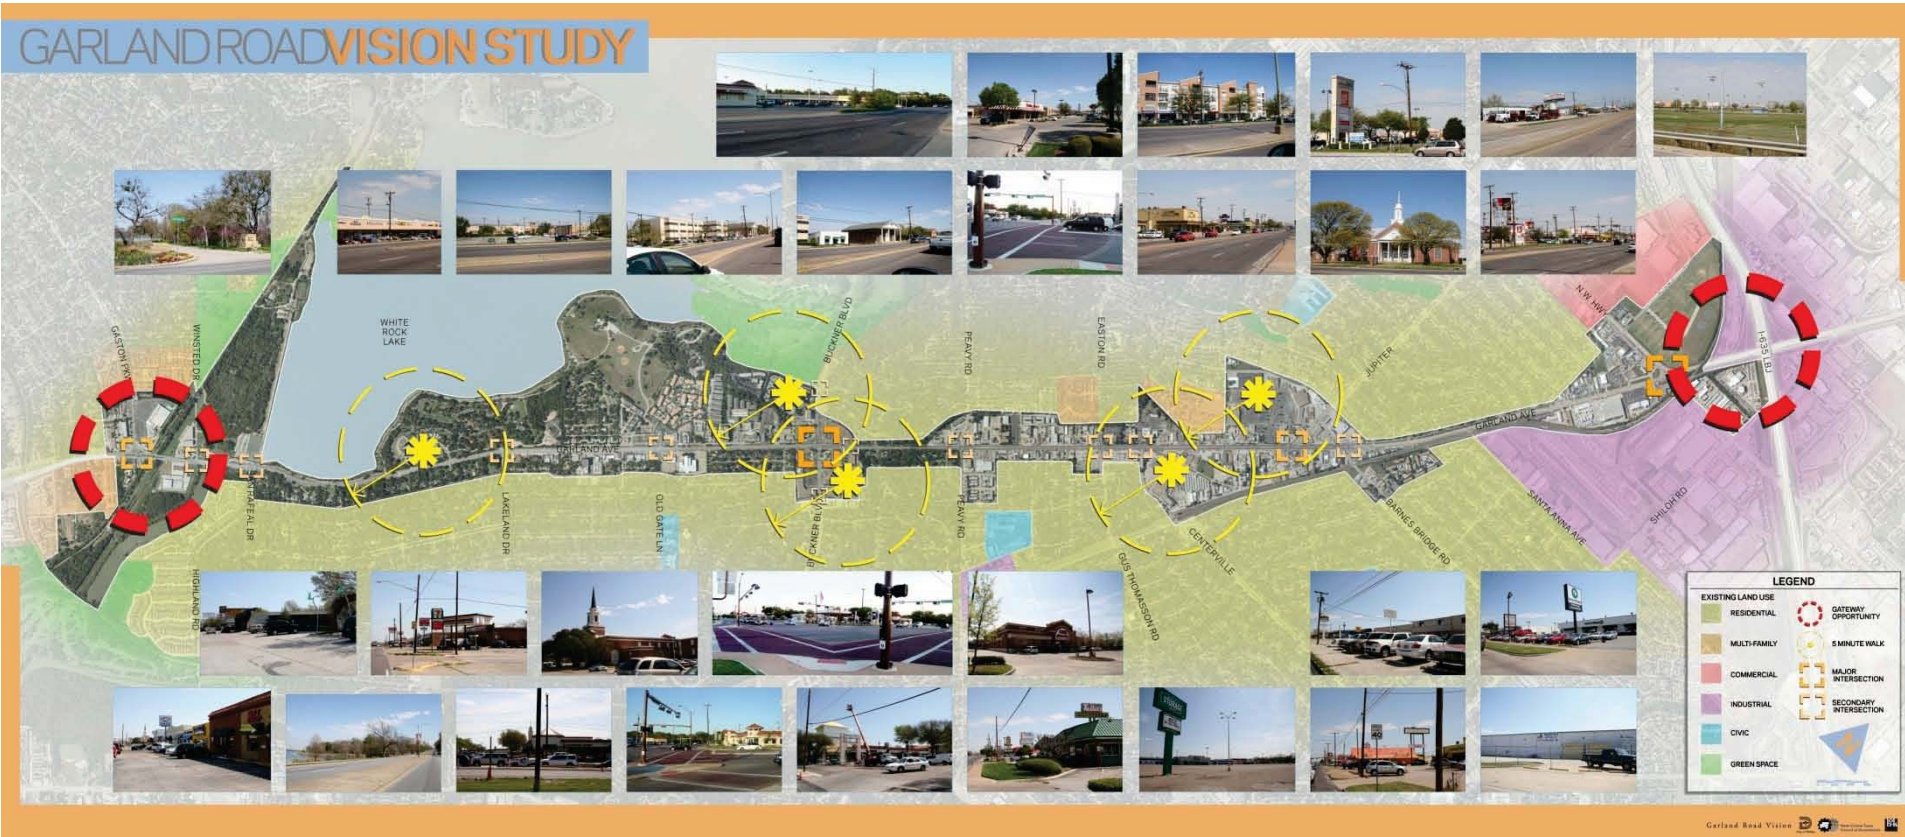 GARLAND ROAD VISION STUDY
WHITE
ROCK
LAKE
GASTON PKY
WINSTED DR
BUCKNER BLVD
PEAVY RD
EASTON RD
JUPITER
N.W. HWY
I-635 LBJ
GARLAND AVE
GARLAND AVE
LAKELAND DR
OLD GATE LN
BUCKNER BLVD
PEAVY RD
HIGHLAND RD
GUS THOMASSON RD
CENTERVILLE
BARNES BRIDGE RD
SANTA ANNA AVE
SHILOH RD
LEGEND
EXISTING LAND USE
RESIDENTIAL
MULTI-FAMILY
COMMERCIAL
INDUSTRIAL
CIVIC
GREEN SPACE
GATEWAY
OPPORTUNITY
5 MINUTE WALK
MAJOR
INTERSECTION
SECONDARY
INTERSECTION
Garland Road Vision